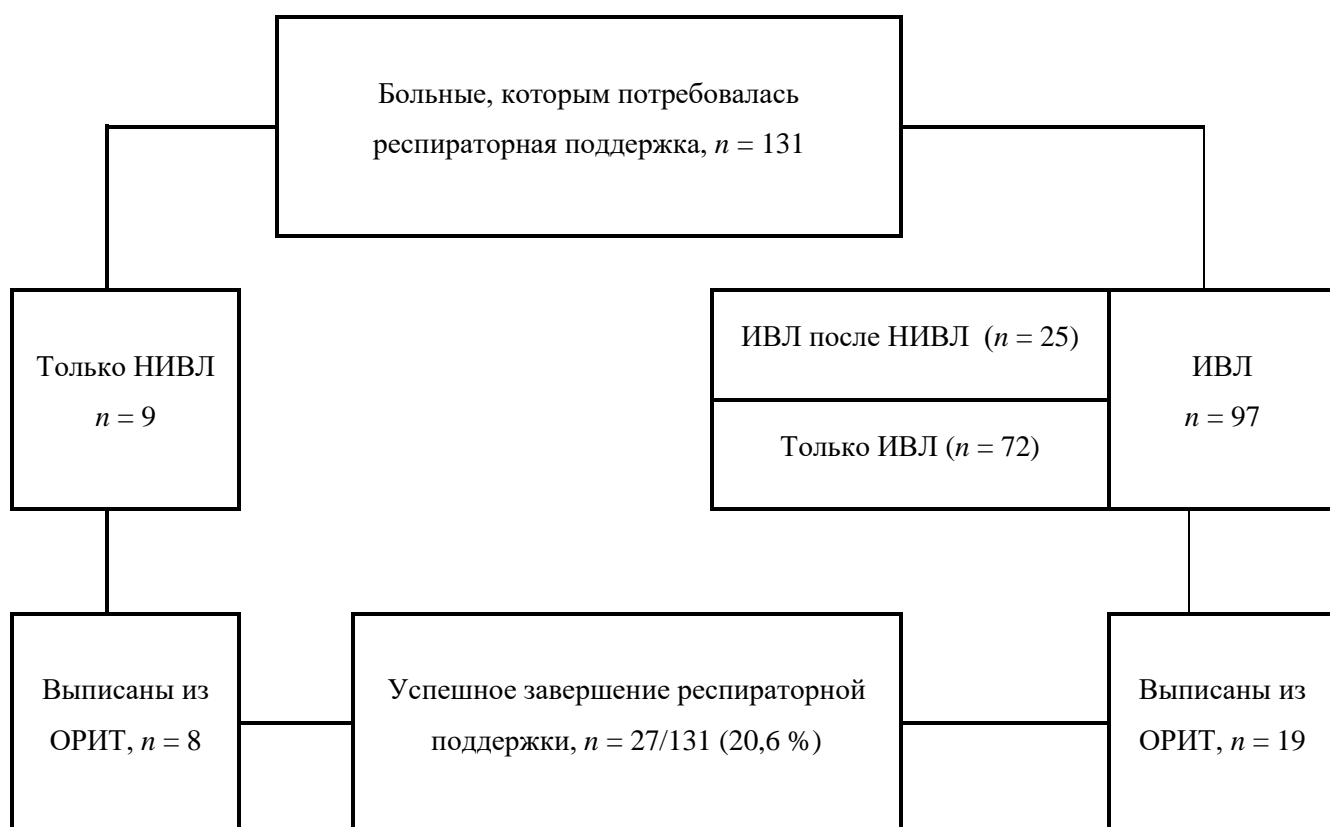 Больные, которым потребовалась
респираторная поддержка, n = 131
Только НИВЛ
n = 9
ИВЛ после НИВЛ (n = 25)
Только ИВЛ (n = 72)
ИВЛ
n = 97
Выписаны из
ОРИТ, n = 8
Успешное завершение респираторной
поддержки, n = 27/131 (20,6 %)
Выписаны из
ОРИТ, n = 19